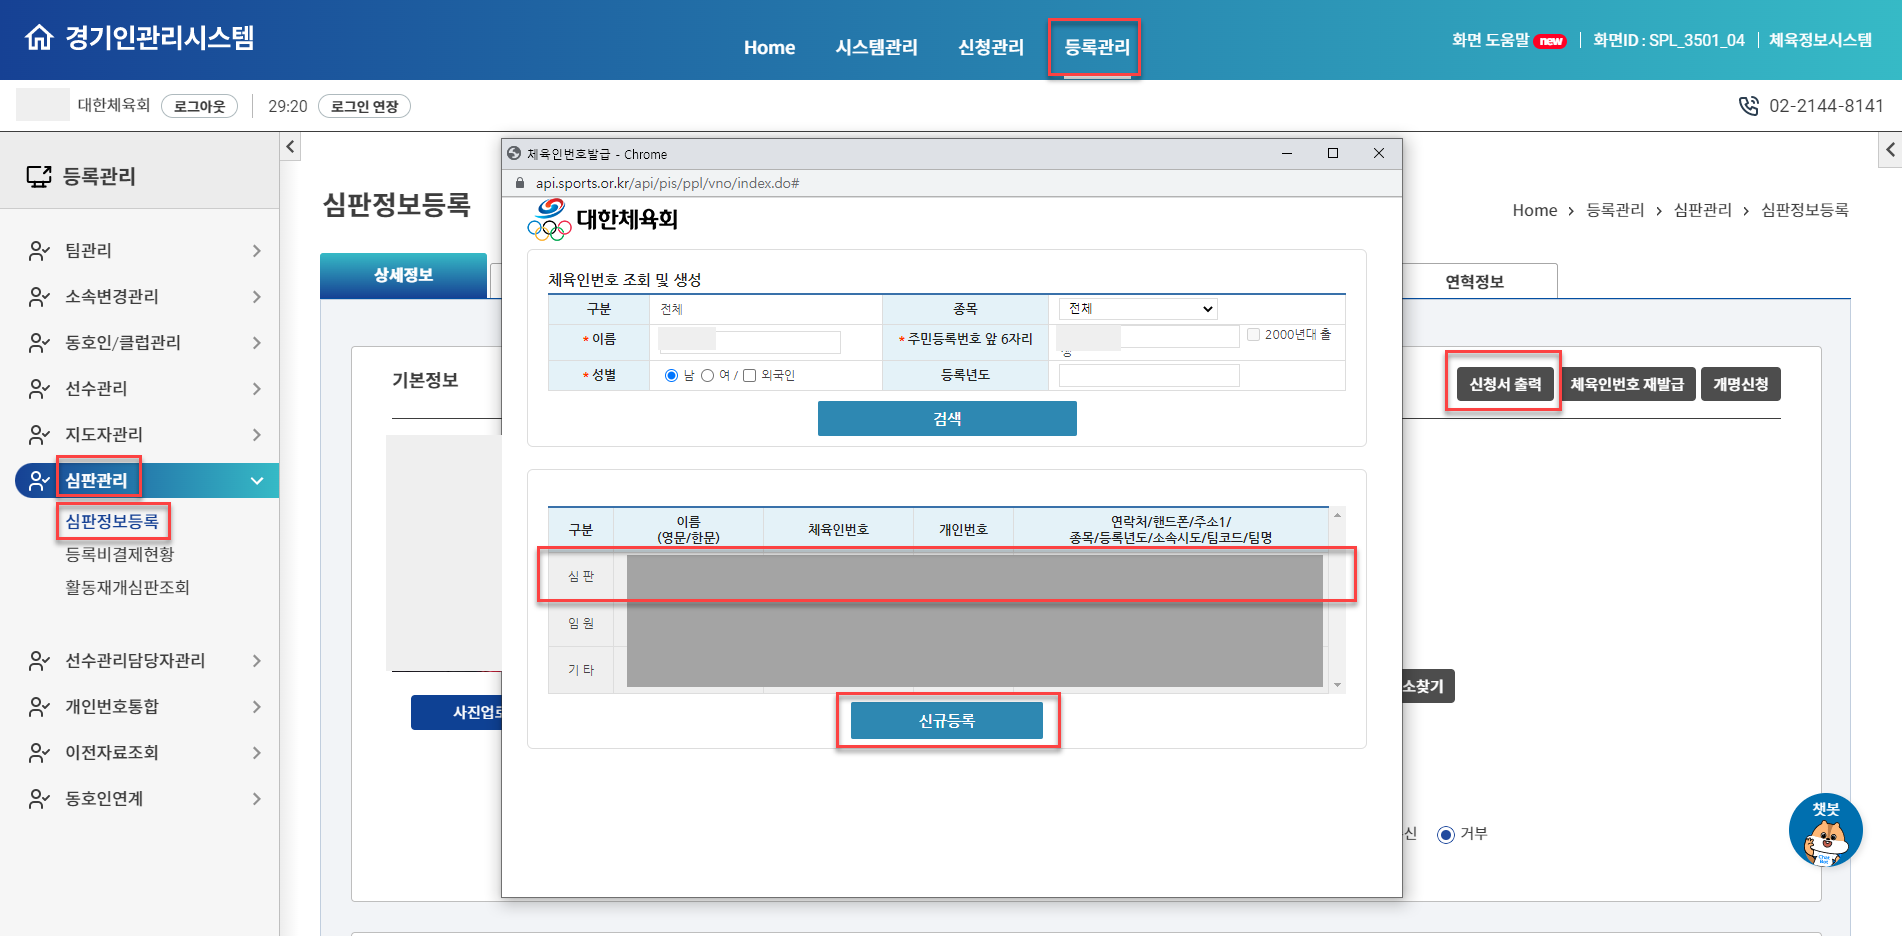 경기인관리시스템
Home 시스템관리 신청관리 등록관리
화면 도움말 new 화면ID : SPL_3501_04 체육정보시스템
대한체육회 로그아웃 29:20 로그인 연장
02-2144-8141
등록관리
팀관리
소속변경관리
동호인/클럽관리
선수관리
지도자관리
심판관리
심판정보등록
등록비결제현황
활동재개심판조회
선수관리담당자관리
개인번호통합
이전자료조회
동호인연계
심판정보등록
Home > 등록관리 > 심판관리 > 심판정보등록
상세정보
연혁정보
기본정보
신청서 출력 체육인번호 재발급 개명신청
사진업로
소찾기
신 거부
챗봇
Chat Bot
체육인번호발급 - Chrome
api.sports.or.kr/api/pis/ppl/vno/index.do#
대한체육회
체육인번호 조회 및 생성
구분 전체 종목 전체
*이름 *주민등록번호 앞 6자리 2000년대 출
생
*성별 남 여 / 외국인 등록년도
검색
구분 이름 체육인번호 개인번호 연락처/핸드폰/주소1/
(영문/한문) 종목/등록년도/소속시도/팀코드/팀명
심 판
임 원
기 타
신규등록